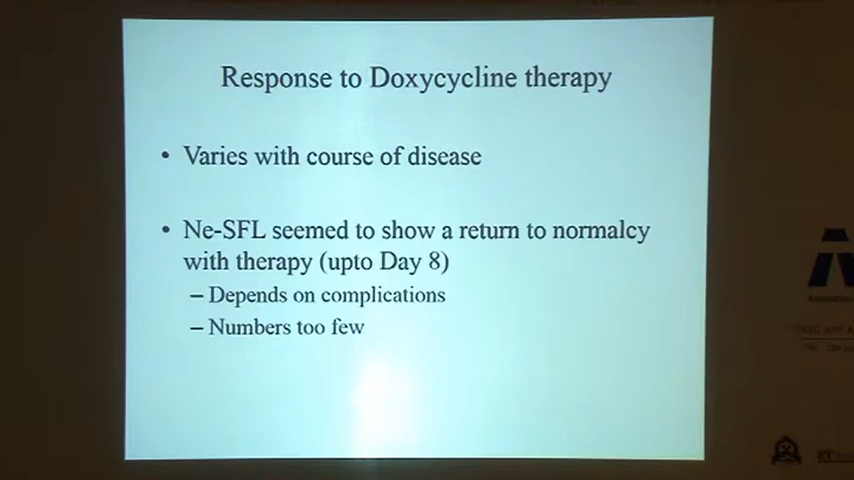 Response to Doxycycline therapy
• Varies with course of disease
• Ne-SFL seemed to show a return to normalcy
with therapy (upto Day 8)
– Depends on complications
– Numbers too few